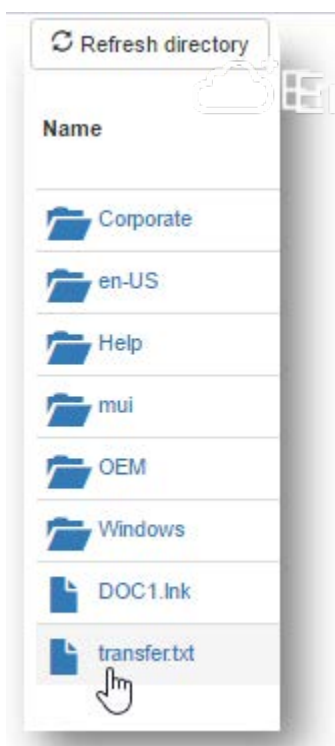 Refresh directory
Name
Corporate
en-US
Help
mui
OEM
Windows
DOC1.lnk
transfer.txt